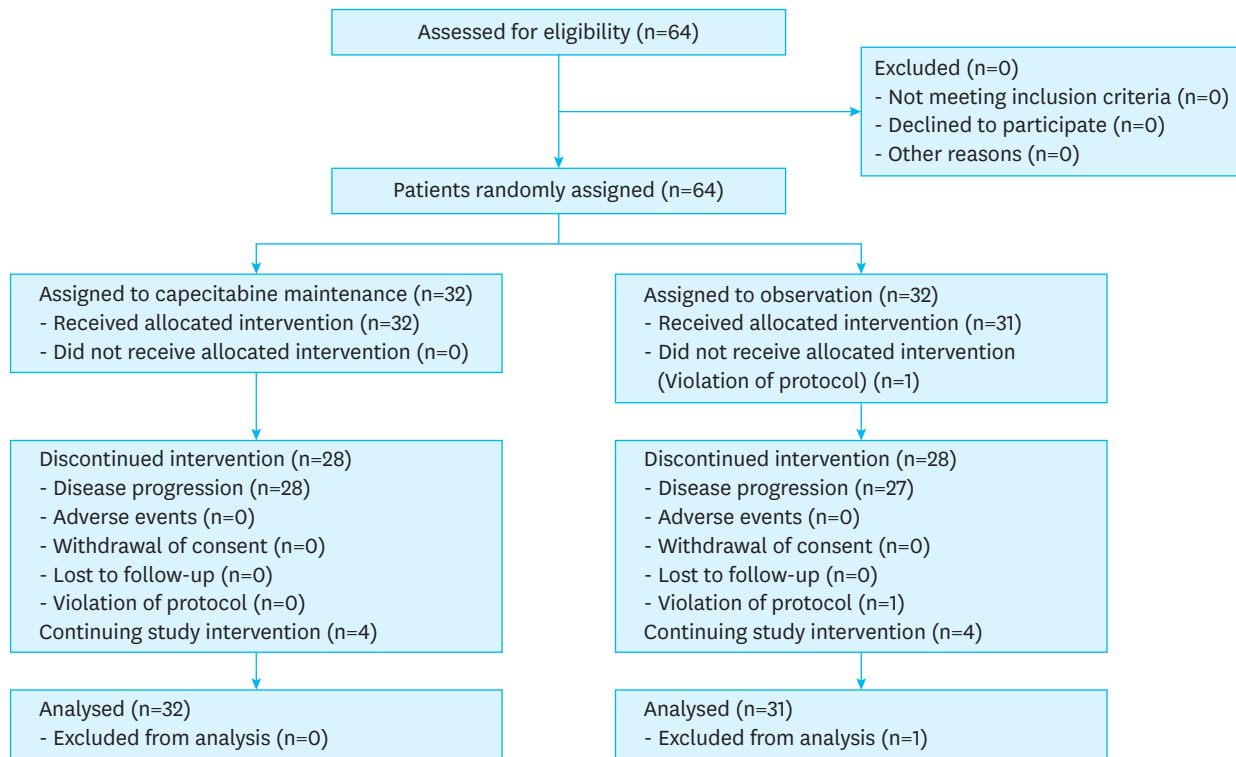 Assessed for eligibility (n=64)
Excluded (n=0)
- Not meeting inclusion criteria (n=0)
- Declined to participate (n=0)
- Other reasons (n=0)
Patients randomly assigned (n=64)
Assigned to capecitabine maintenance (n=32)
- Received allocated intervention (n=32)
- Did not receive allocated intervention (n=0)
Assigned to observation (n=32)
- Received allocated intervention (n=31)
- Did not receive allocated intervention
(Violation of protocol) (n=1)
Discontinued intervention (n=28)
- Disease progression (n=28)
- Adverse events (n=0)
- Withdrawal of consent (n=0)
- Lost to follow-up (n=0)
- Violation of protocol (n=0)
Continuing study intervention (n=4)
Discontinued intervention (n=28)
- Disease progression (n=27)
- Adverse events (n=0)
- Withdrawal of consent (n=0)
- Lost to follow-up (n=0)
- Violation of protocol (n=1)
Continuing study intervention (n=4)
Analysed (n=32)
- Excluded from analysis (n=0)
Analysed (n=31)
- Excluded from analysis (n=1)